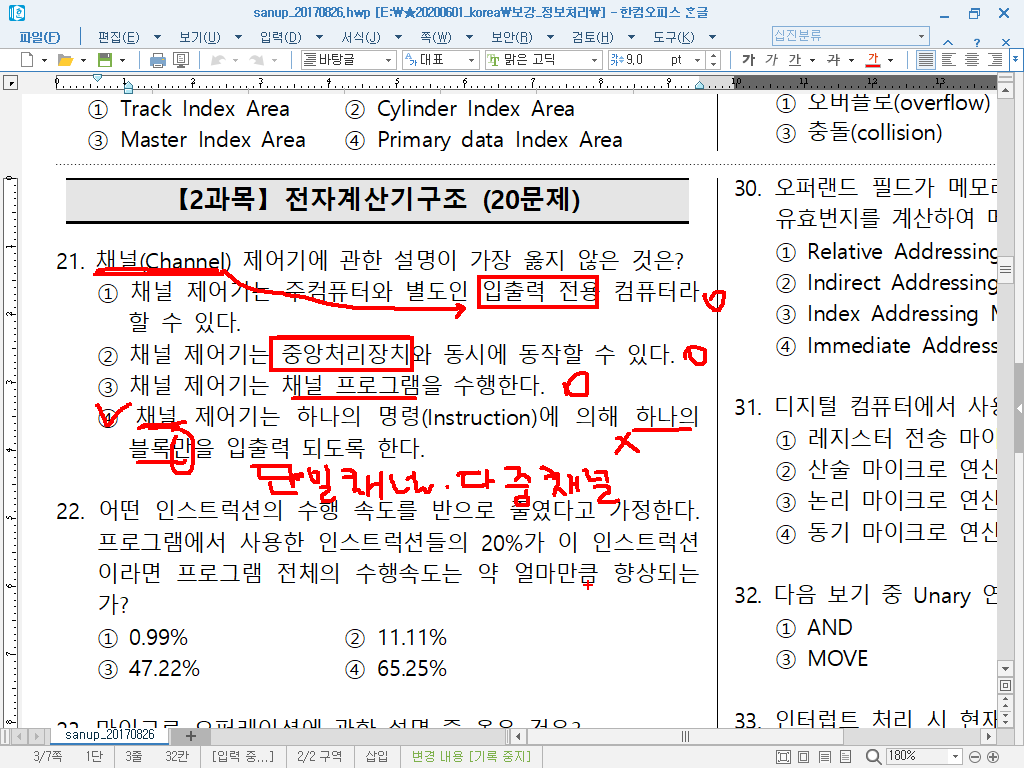 sanup_20170826.hwp [E:₩★20200601_korea₩보강_정보처리₩] - 한컴오피스 혼글
파일(F) 편집(E) 보기(U) 입력(D) 서식(J) 쪽(W) 보안(R) 검토(H) 도구(K) 십진분류
바탕글 대표 맑은 고딕 9,0 pt 가 가 가 가 가
① Track Index Area ② Cylinder Index Area
③ Master Index Area ④ Primary data Index Area
【2과목】전자계산기구조 (20문제)
21. 채널(Channel) 제어기에 관한 설명이 가장 옳지 않은 것은?
① 채널 제어기는 주컴퓨터와 별도인 입출력 전용 컴퓨터라
할 수 있다.
② 채널 제어기는 중앙처리장치와 동시에 동작할 수 있다.
③ 채널 제어기는 채널 프로그램을 수행한다.
④ 채널 제어기는 하나의 명령(Instruction)에 의해 하나의
블록만을 입출력 되도록 한다.
단일채널·다중채널
22. 어떤 인스트럭션의 수행 속도를 반으로 줄였다고 가정한다.
프로그램에서 사용한 인스트럭션들의 20%가 이 인스트럭션
이라면 프로그램 전체의 수행속도는 약 얼마만큼 향상되는
가?
① 0.99% ② 11.11%
③ 47.22% ④ 65.25%
23. 마이크로 오퍼레이션에 관한 설명 중 옳은 것은?
① 오버플로(overflow)
③ 충돌(collision)
30. 오퍼랜드 필드가 메모리
유효번지를 계산하여 머
① Relative Addressing
② Indirect Addressing
③ Index Addressing M
④ Immediate Address
31. 디지털 컴퓨터에서 사용
① 레지스터 전송 마이
② 산술 마이크로 연신
③ 논리 마이크로 연신
④ 동기 마이크로 연신
32. 다음 보기 중 Unary 연
① AND
③ MOVE
33. 인터럽트 처리 시 현재
sanup_20170826
3/7쪽 1단 3줄 32칸 [입력 중...] 2/2 구역 삽입 변경 내용 [기록 중지] 180%